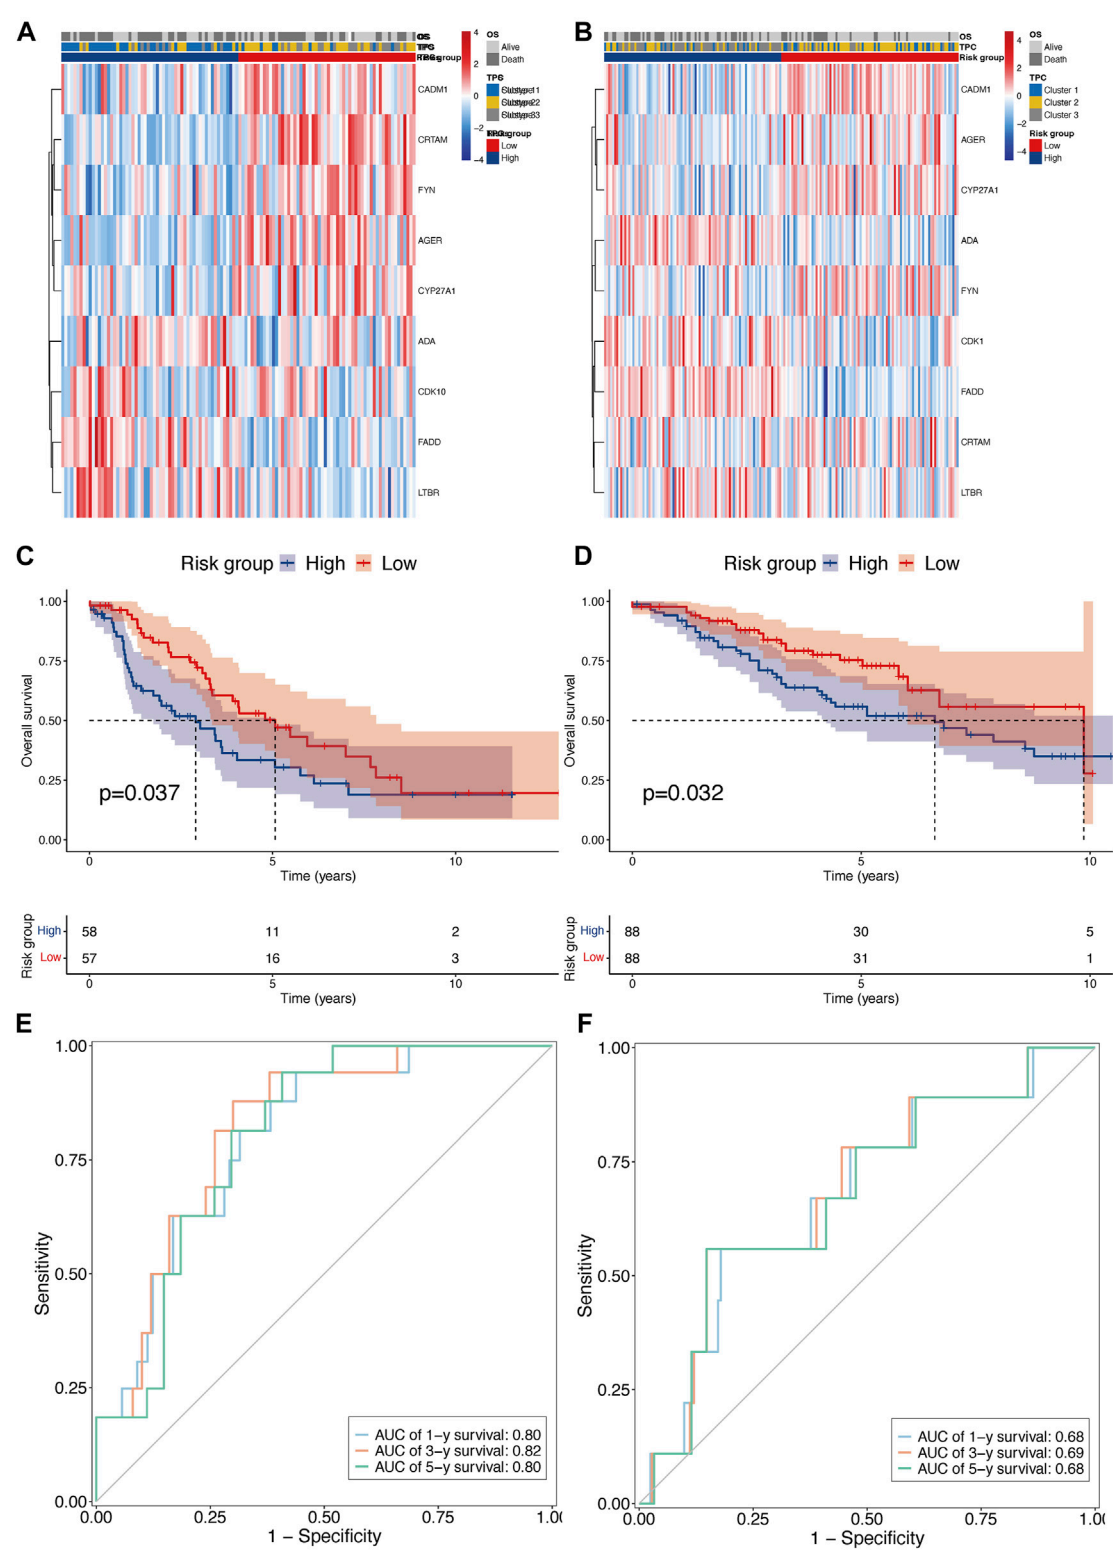 A
OS
TPC
Risk group
CADM1
CRTAM
FYN
AGER
CYP27A1
ADA
CDK10
FADD
LTBR
4
2
0
−2
−4
OS
Alive
Death
Low
High
B
OS
TPC
Risk group
CADM1
AGER
CYP27A1
ADA
FYN
CDK1
FADD
CRTAM
LTBR
4
2
0
−2
−4
OS
Alive
Death
TPC
Cluster 1
Cluster 2
Cluster 3
Risk group
Low
High
C
Risk group High Low
Overall survival
1.00
0.75
0.50
0.25
0.00
p=0.037
0 5 10
Time (years)
Risk group
High 58 11 2
Low 57 16 3
0 5 10
Time (years)
D
Risk group High Low
Overall survival
1.00
0.75
0.50
0.25
0.00
p=0.032
0 5 10
Time (years)
Risk group
High 88 30 5
Low 88 31 1
0 5 10
Time (years)
E
Sensitivity
1.00
0.75
0.50
0.25
0.00
AUC of 1−y survival: 0.80
AUC of 3−y survival: 0.82
AUC of 5−y survival: 0.80
0.00 0.25 0.50 0.75 1.0
1 − Specificity
F
Sensitivity
1.00
0.75
0.50
0.25
0.00
AUC of 1−y survival: 0.68
AUC of 3−y survival: 0.69
AUC of 5−y survival: 0.68
0.00 0.25 0.50 0.75 1.0
1 − Specificity